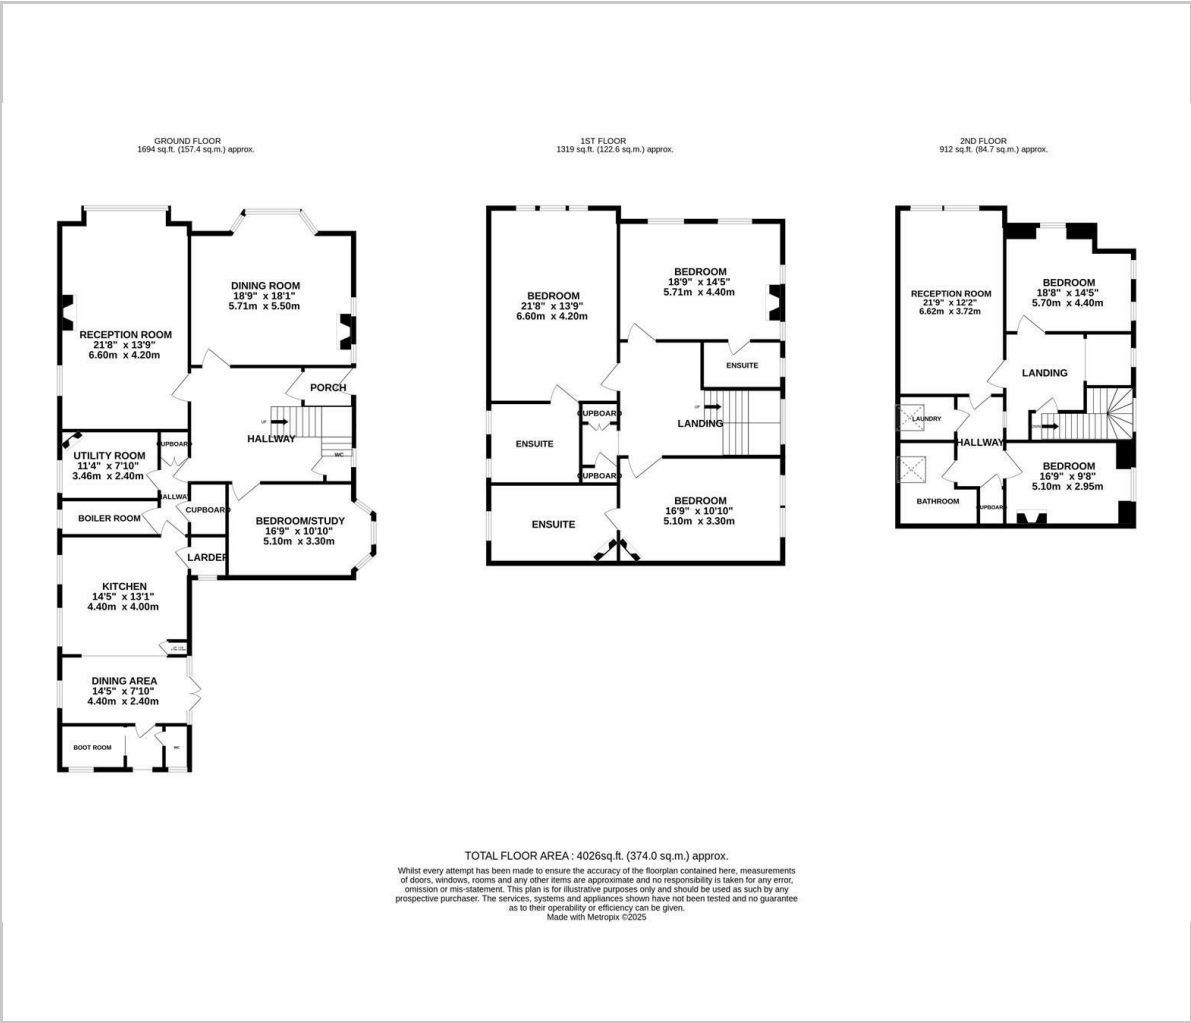 GROUND FLOOR
1694 sq.ft. (157.4 sq.m.) approx.
RECEPTION ROOM
21'8" x 13'9"
6.60m x 4.20m
DINING ROOM
18'9" x 18'1"
5.71m x 5.50m
PORCH
UP
HALLWAY
WC
CUPBOARD
UTILITY ROOM
11'4" x 7'10"
3.46m x 2.40m
HALLWAY
CUPBOARD
BOILER ROOM
BEDROOM/STUDY
16'9" x 10'10"
5.10m x 3.30m
LARDER
KITCHEN
14'5" x 13'1"
4.40m x 4.00m
DINING AREA
14'5" x 7'10"
4.40m x 2.40m
BOOT ROOM
WC
1ST FLOOR
1319 sq.ft. (122.6 sq.m.) approx.
BEDROOM
21'8" x 13'9"
6.60m x 4.20m
BEDROOM
18'9" x 14'5"
5.71m x 4.40m
ENSUITE
UP
LANDING
CUPBOARD
ENSUITE
CUPBOARD
ENSUITE
BEDROOM
16'9" x 10'10"
5.10m x 3.30m
2ND FLOOR
912 sq.ft. (84.7 sq.m.) approx.
RECEPTION ROOM
21'9" x 12'2"
6.62m x 3.72m
BEDROOM
18'8" x 14'5"
5.70m x 4.40m
LANDING
LAUNDRY
HALLWAY
BATHROOM
CUPBOARD
BEDROOM
16'9" x 9'8"
5.10m x 2.95m
TOTAL FLOOR AREA : 4026sq.ft. (374.0 sq.m.) approx.
Whilst every attempt has been made to ensure the accuracy of the floorplan contained here, measurements
of doors, windows, rooms and any other items are approximate and no responsibility is taken for any error,
omission or mis-statement. This plan is for illustrative purposes only and should be used as such by any
prospective purchaser. The services, systems and appliances shown have not been tested and no guarantee
as to their operability or efficiency can be given.
Made with Metropix ©2025